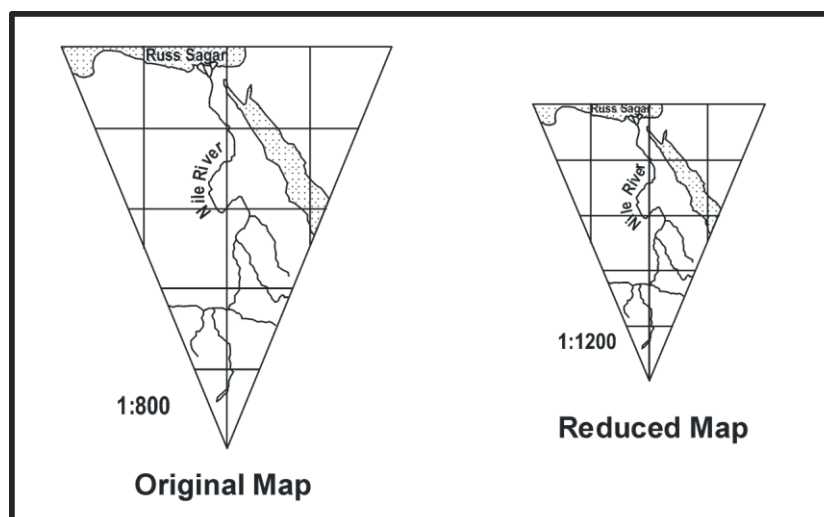 Russ Sagar
Nile River
1:800
Original Map
Russ Sagar
Nile River
1:1200
Reduced Map